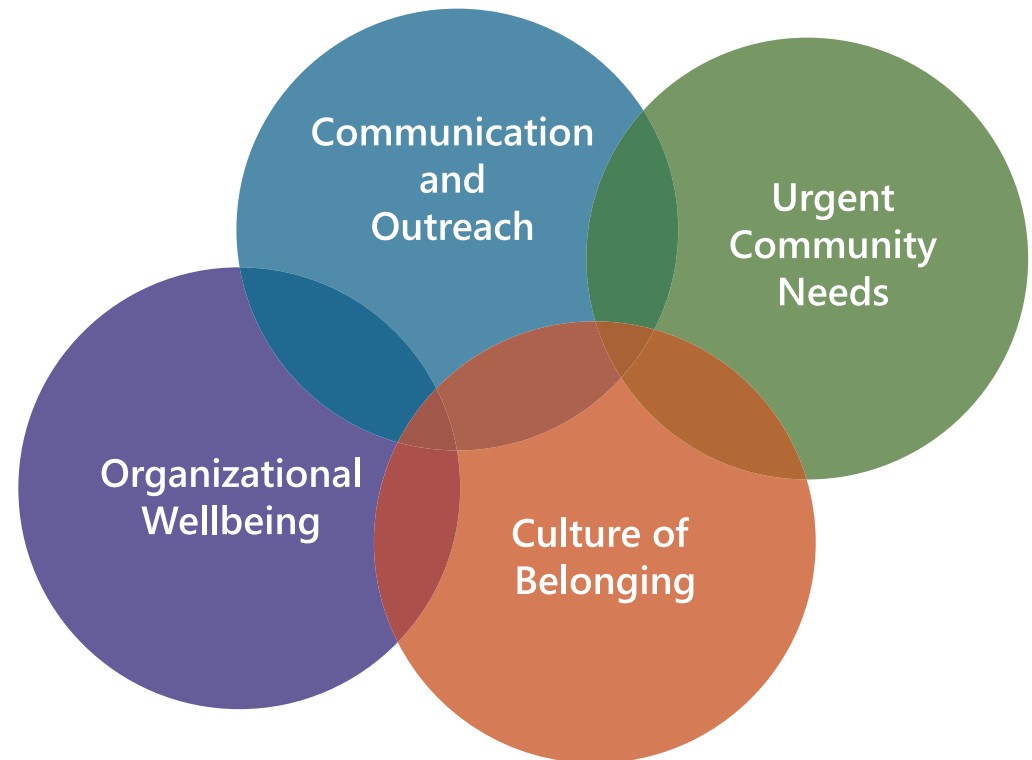 Communication
and
Outreach
Urgent
Community
Needs
Organizational
Wellbeing
Culture of
Belonging